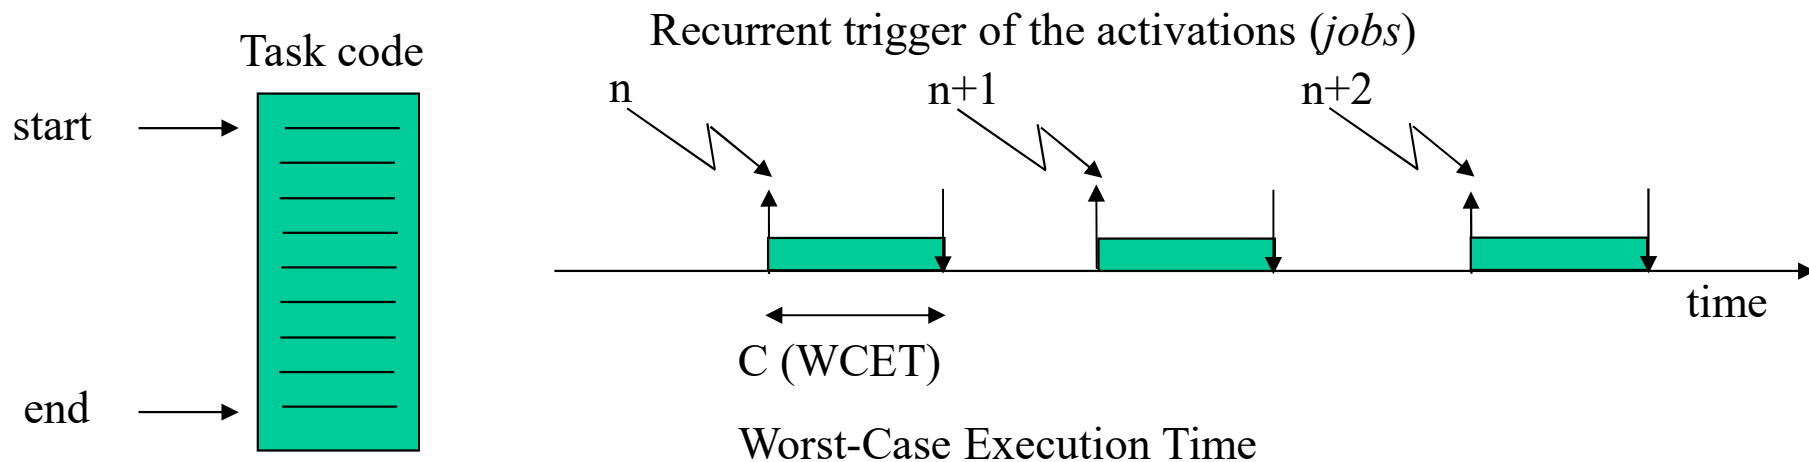 Task code
start
end
Recurrent trigger of the activations (jobs)
n
n+1
n+2
time
C (WCET)
Worst-Case Execution Time